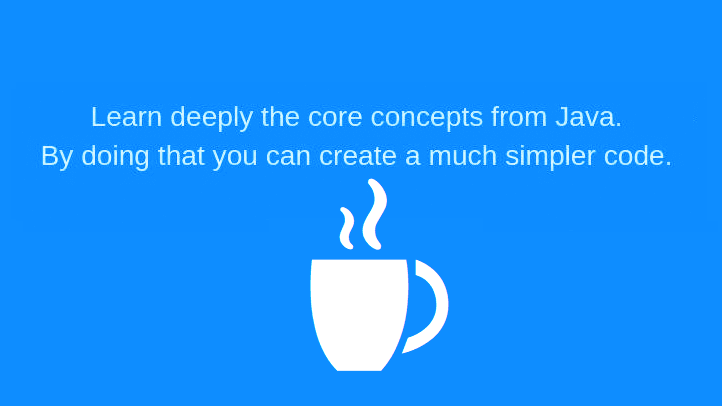 Learn deeply the core concepts from Java.
By doing that you can create a much simpler code.